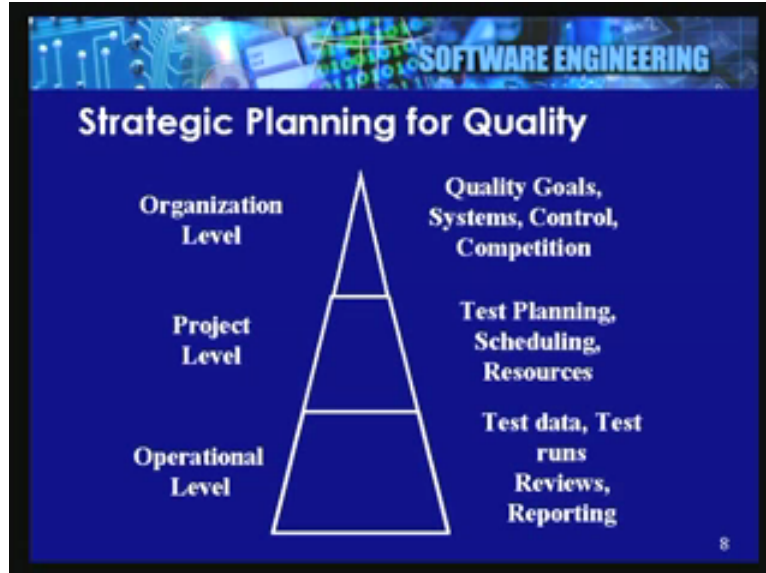 SOFTWARE ENGINEERING
Strategic Planning for Quality
Organization
Level
Quality Goals,
Systems, Control,
Competition
Project
Level
Test Planning,
Scheduling,
Resources
Operational
Level
Test data, Test
runs
Reviews,
Reporting
8